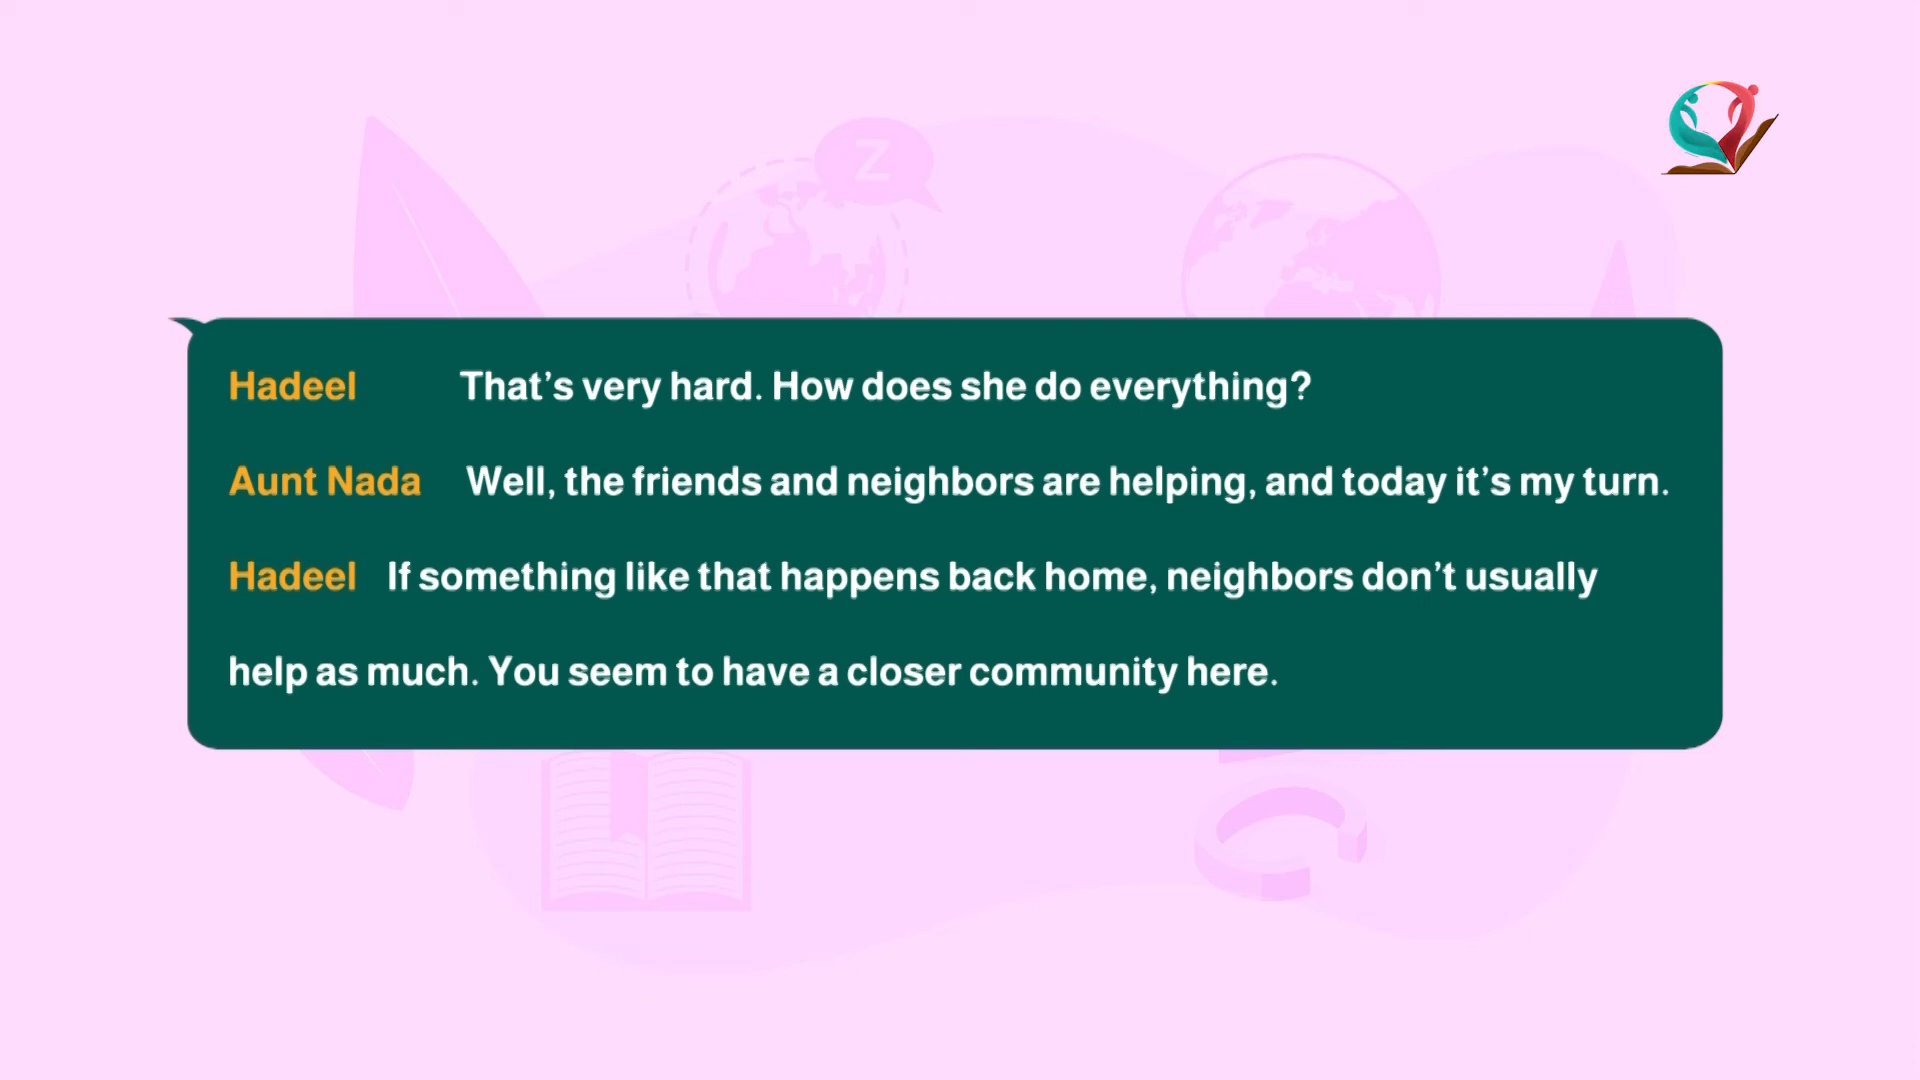 Z
Hadeel That’s very hard. How does she do everything?
Aunt Nada Well, the friends and neighbors are helping, and today it’s my turn.
Hadeel If something like that happens back home, neighbors don’t usually
help as much. You seem to have a closer community here.